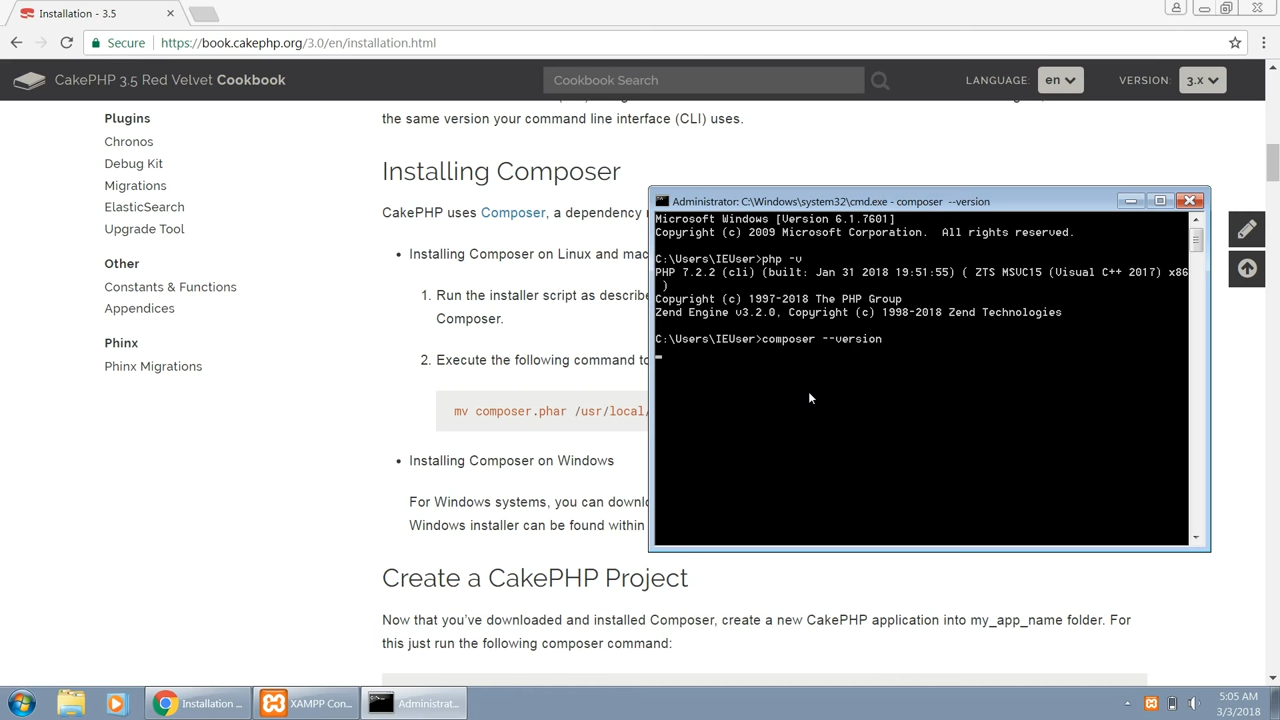 Installation - 3.5
Secure
https://book.cakephp.org/3.0/en/installation.html
CakePHP 3.5 Red Velvet Cookbook
Cookbook Search
LANGUAGE: en
VERSION: 3.x
Plugins
Chronos
Debug Kit
Migrations
ElasticSearch
Upgrade Tool
Other
Constants & Functions
Appendices
Phinx
Phinx Migrations
the same version your command line interface (CLI) uses.
Installing Composer
CakePHP uses Composer, a dependency
• Installing Composer on Linux and mac
1. Run the installer script as describe
Composer.
2. Execute the following command to
mv composer.phar /usr/local/
• Installing Composer on Windows
For Windows systems, you can downlo
Windows installer can be found within
Create a CakePHP Project
Now that you've downloaded and installed Composer, create a new CakePHP application into my_app_name folder. For
this just run the following composer command:
Administrator: C:\Windows\system32\cmd.exe - composer --version
Microsoft Windows [Version 6.1.7601]
Copyright (c) 2009 Microsoft Corporation. All rights reserved.
C:\Users\IEUser>php -v
PHP 7.2.2 (cli) (built: Jan 31 2018 19:51:55) ( ZTS MSVC15 (Visual C++ 2017) x86
)
Copyright (c) 1997-2018 The PHP Group
Zend Engine v3.2.0, Copyright (c) 1998-2018 Zend Technologies
C:\Users\IEUser>composer --version
Installation ...
XAMPP Con...
Administrat...
5:05 AM
3/3/2018